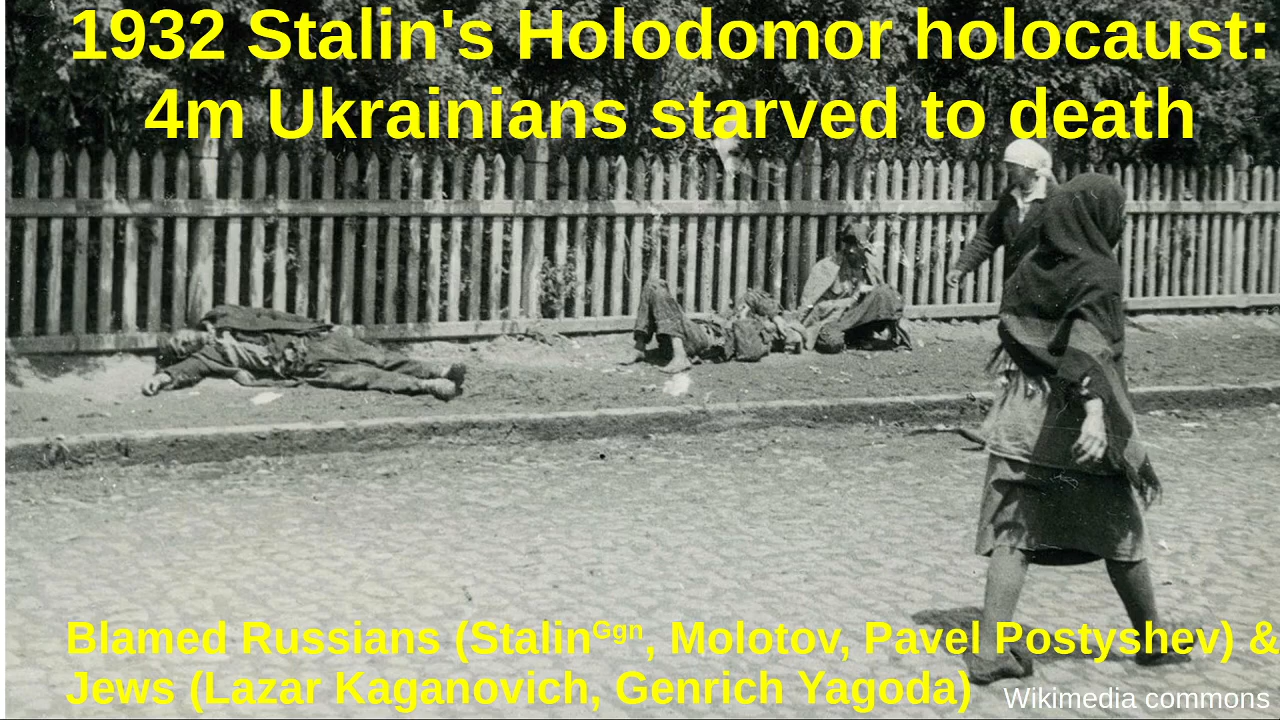 1932 Stalin's Holodomor holocaust:
4m Ukrainians starved to death
Blamed Russians (Stalinᴳᵍⁿ, Molotov, Pavel Postyshev) &
Jews (Lazar Kaganovich, Genrich Yagoda)
Wikimedia commons